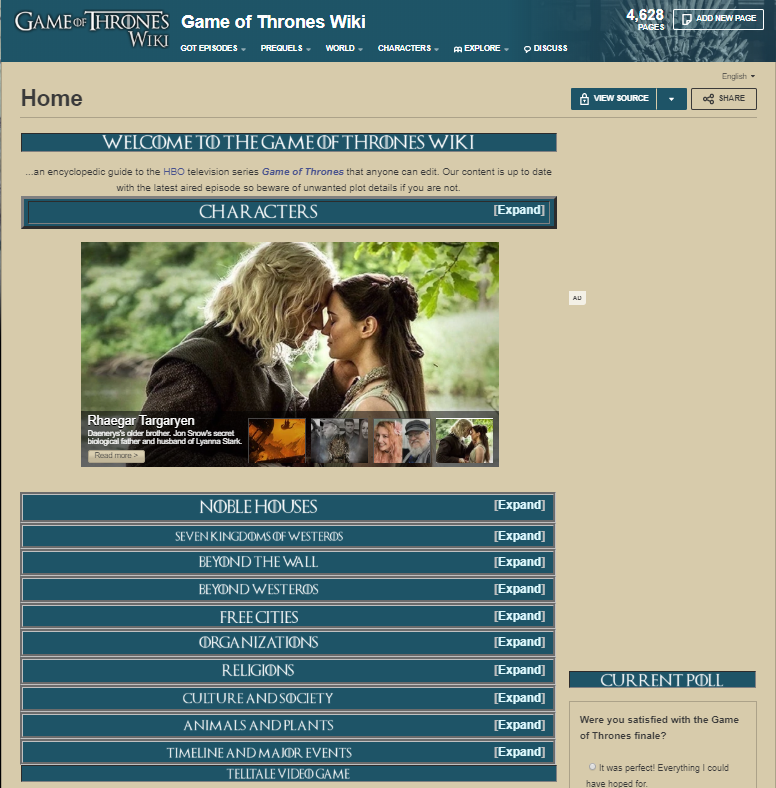 GAME OF THRONES
WIKI
Game of Thrones Wiki
4,628
PAGES
ADD NEW PAGE
GOT EPISODES
PREQUELS
WORLD
CHARACTERS
EXPLORE
DISCUSS
English
Home
VIEW SOURCE
SHARE
WELCOME TO THE GAME OF THRONES WIKI
...an encyclopedic guide to the HBO television series Game of Thrones that anyone can edit. Our content is up to date
with the latest aired episode so beware of unwanted plot details if you are not.
CHARACTERS [Expand]
AD
Rhaegar Targaryen
Daenerys's older brother. Jon Snow's secret
biological father and husband of Lyanna Stark.
Read more >
NOBLE HOUSES [Expand]
SEVEN KINGDOMS OF WESTEROS [Expand]
BEYOND THE WALL [Expand]
BEYOND WESTEROS [Expand]
FREE CITIES [Expand]
ORGANIZATIONS [Expand]
RELIGIONS [Expand]
CULTURE AND SOCIETY [Expand]
ANIMALS AND PLANTS [Expand]
TIMELINE AND MAJOR EVENTS [Expand]
TELLTALE VIDEO GAME
CURRENT POLL
Were you satisfied with the Game
of Thrones finale?
It was perfect! Everything I could
have hoped for.